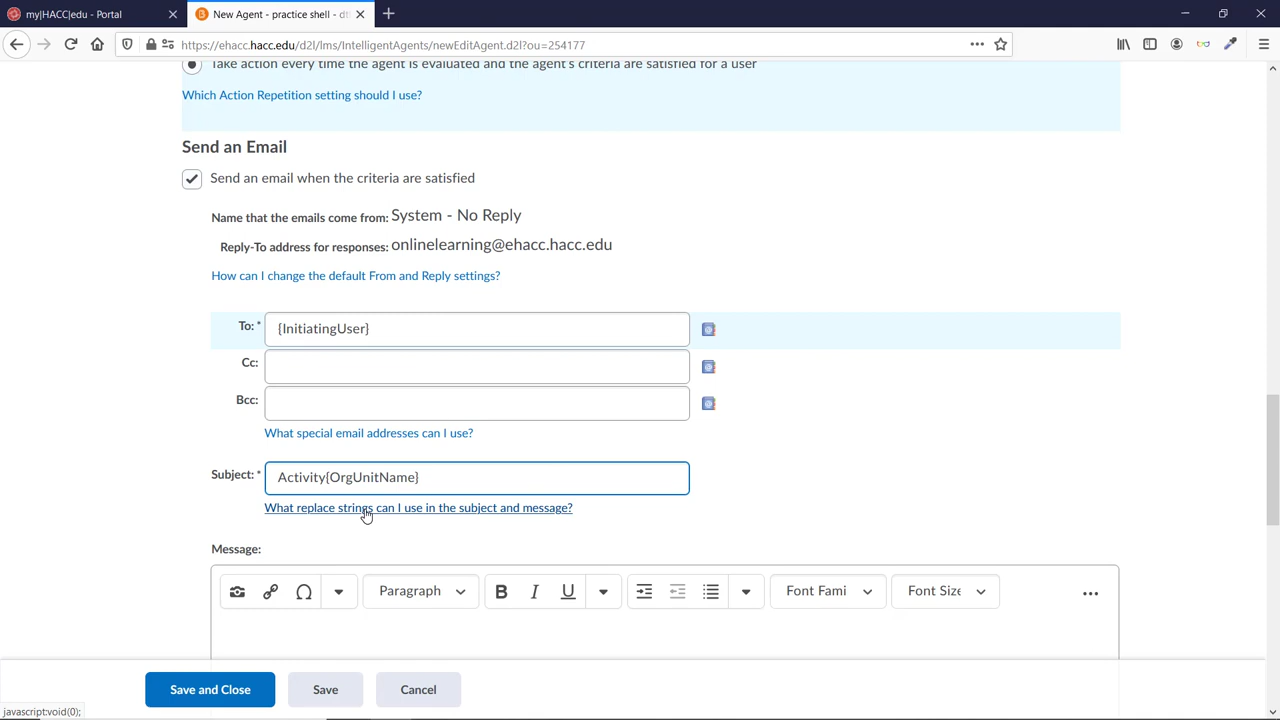 my|HACC|edu - Portal
New Agent - practice shell - dt
https://ehacc.hacc.edu/d2l/lms/IntelligentAgents/newEditAgent.d2l?ou=254177
Take action every time the agent is evaluated and the agent's criteria are satisfied for a user
Which Action Repetition setting should I use?
Send an Email
Send an email when the criteria are satisfied
Name that the emails come from: System - No Reply
Reply-To address for responses: onlinelearning@ehacc.hacc.edu
How can I change the default From and Reply settings?
To: * {InitiatingUser}
Cc:
Bcc:
What special email addresses can I use?
Subject: * Activity{OrgUnitName}
What replace strings can I use in the subject and message?
Message:
Paragraph B I U Font Fami Font Size
Save and Close Save Cancel
javascript:void(0);